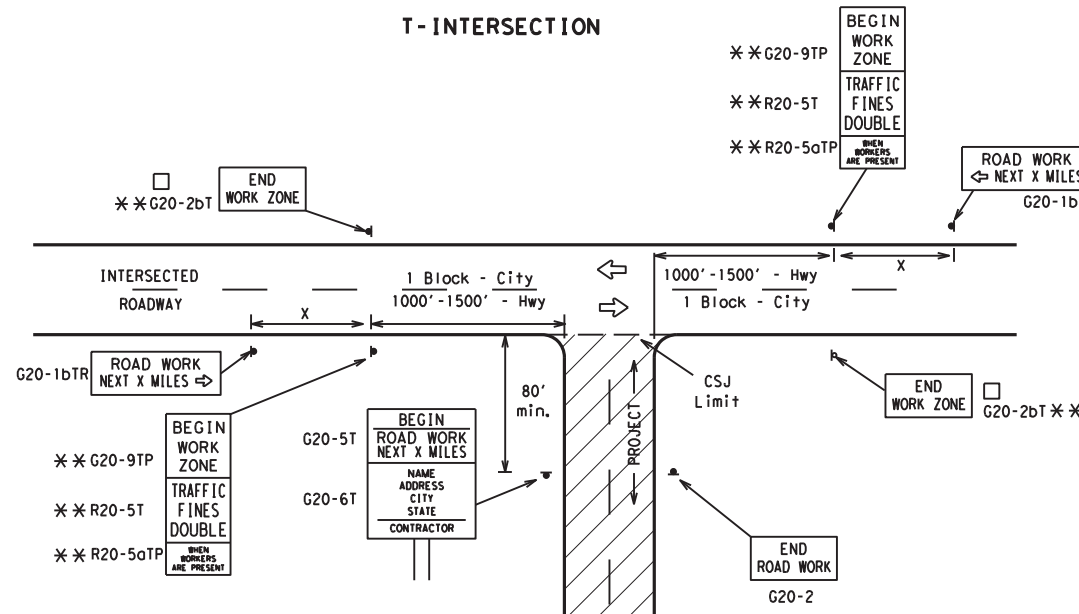 T-INTERSECTION
BEGIN
WORK
ZONE
TRAFFIC
FINES
DOUBLE
WHEN
WORKERS
ARE PRESENT
✳✳G20-9TP
✳✳R20-5T
✳✳R20-5aTP
ROAD WORK
⇦ NEXT X MILES
G20-1b
□
✳✳G20-2bT
END
WORK ZONE
INTERSECTED
ROADWAY
1 Block - City
1000'-1500' - Hwy
X
1000'-1500' - Hwy
1 Block - City
X
G20-1bTR
ROAD WORK
NEXT X MILES ⇨
80'
min.
CSJ
Limit
PROJECT
END
WORK ZONE
□
G20-2bT ✳✳
BEGIN
WORK
ZONE
TRAFFIC
FINES
DOUBLE
WHEN
WORKERS
ARE PRESENT
✳✳G20-9TP
✳✳R20-5T
✳✳R20-5aTP
G20-5T
G20-6T
BEGIN
ROAD WORK
NEXT X MILES
NAME
ADDRESS
CITY
STATE
CONTRACTOR
END
ROAD WORK
G20-2